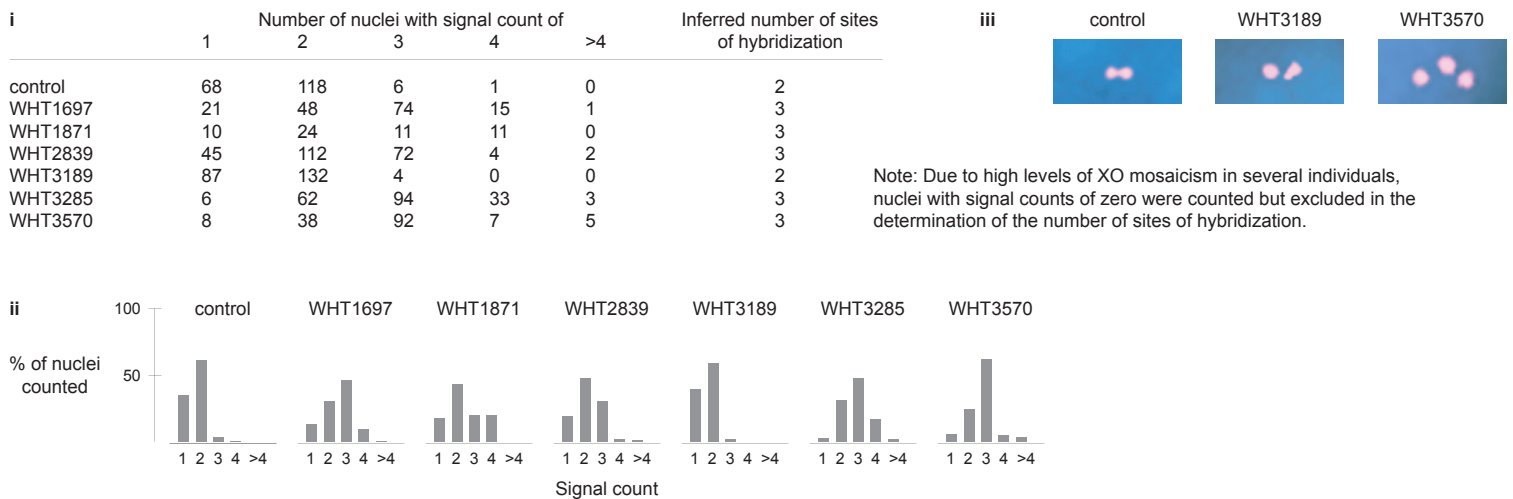 i Number of nuclei with signal count of Inferred number of sites
1 2 3 4 >4 of hybridization
control 68 118 6 1 0 2
WHT1697 21 48 74 15 1 3
WHT1871 10 24 11 11 0 3
WHT2839 45 112 72 4 2 3
WHT3189 87 132 4 0 0 2
WHT3285 6 62 94 33 3 3
WHT3570 8 38 92 7 5 3
iii control WHT3189 WHT3570
Note: Due to high levels of XO mosaicism in several individuals,
nuclei with signal counts of zero were counted but excluded in the
determination of the number of sites of hybridization.
ii 100 control WHT1697 WHT1871 WHT2839 WHT3189 WHT3285 WHT3570
% of nuclei
counted
50
1 2 3 4 >4 1 2 3 4 >4 1 2 3 4 >4 1 2 3 4 >4 1 2 3 4 >4 1 2 3 4 >4 1 2 3 4 >4
Signal count